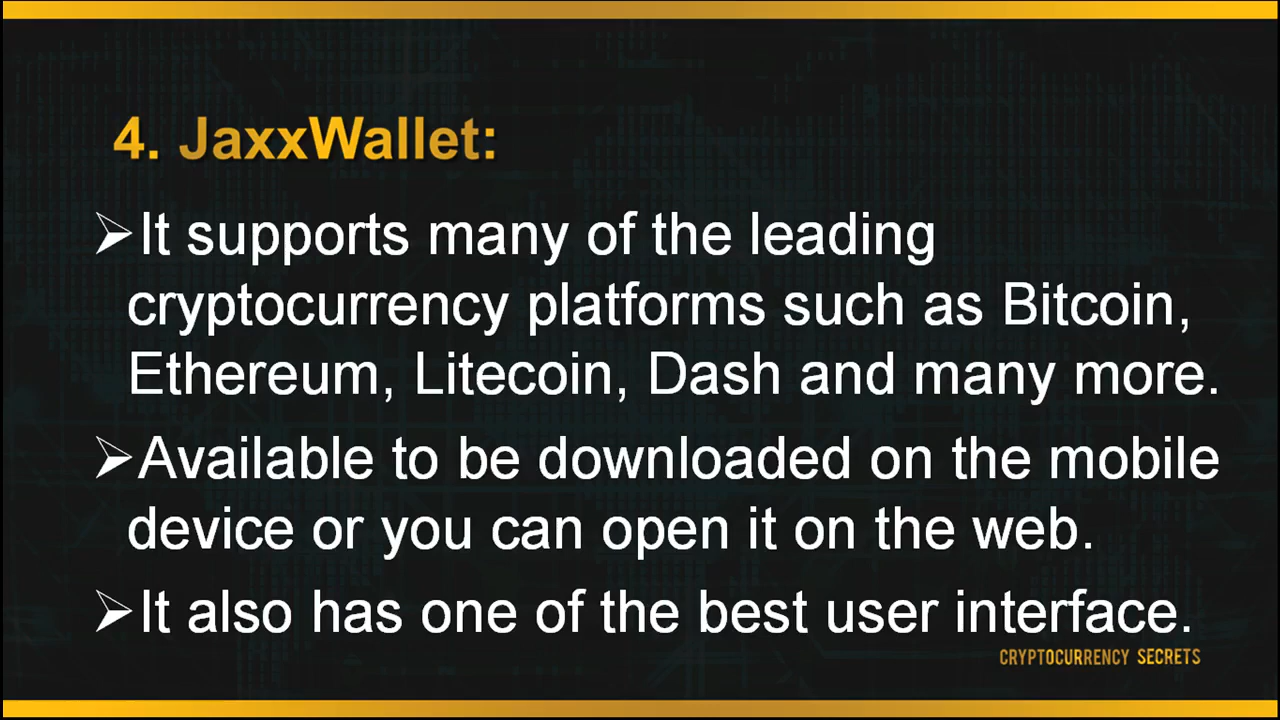 4. JaxxWallet:
➢It supports many of the leading
cryptocurrency platforms such as Bitcoin,
Ethereum, Litecoin, Dash and many more.
➢Available to be downloaded on the mobile
device or you can open it on the web.
➢It also has one of the best user interface.
CRYPTOCURRENCY SECRETS